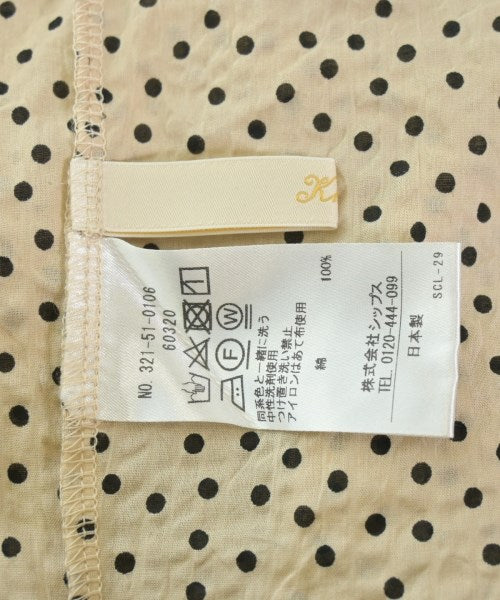 K
NO. 321-51-0106
60320
F W
同系色と一緒に洗う
中性洗剤使用
つけ置き洗い禁止
アイロンはあて布使用
綿 100%
株式会社シップス
TEL. 0120-444-099
日本製
SCL-29